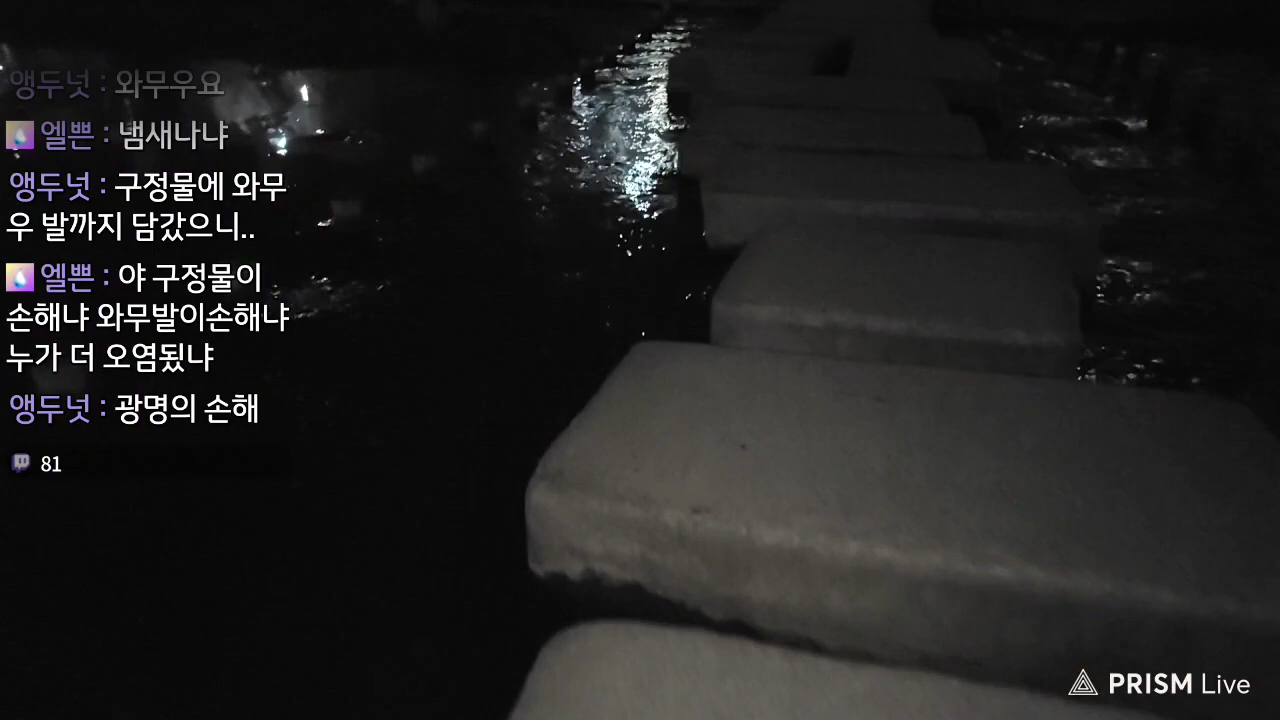 앵두넛 : 와무우요
엘쁜 : 냄새나냐
앵두넛 : 구정물에 와무
우 발까지 담갔으니..
엘쁜 : 야 구정물이
손해냐 와무발이손해냐
누가 더 오염됬냐
앵두넛 : 광명의 손해
81
PRISM Live